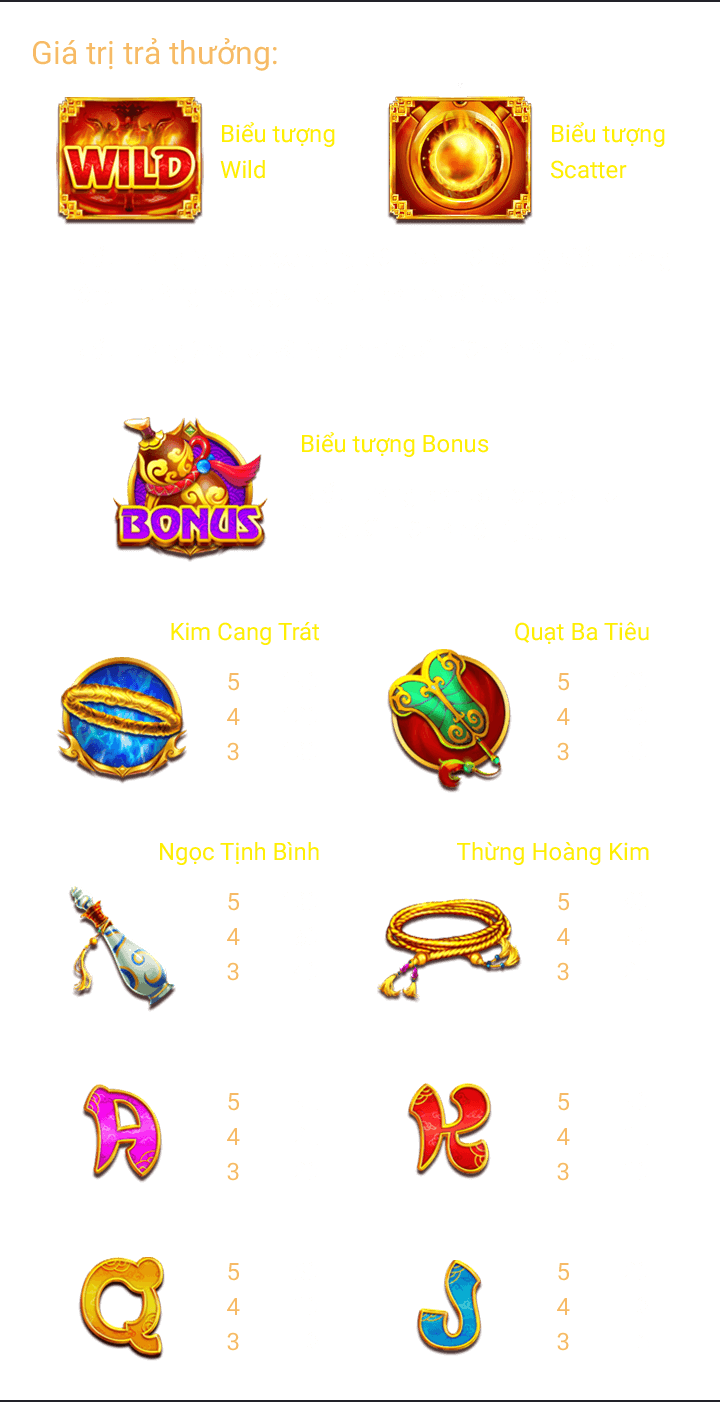 Giá trị trả thưởng:
WILD
Biểu tượng
Wild
Biểu tượng
Scatter
BONUS
Biểu tượng Bonus
Kim Cang Trát
5
4
3
Quạt Ba Tiêu
5
4
3
Ngọc Tịnh Bình
5
4
3
Thừng Hoàng Kim
5
4
3
A
5
4
3
K
5
4
3
Q
5
4
3
J
5
4
3